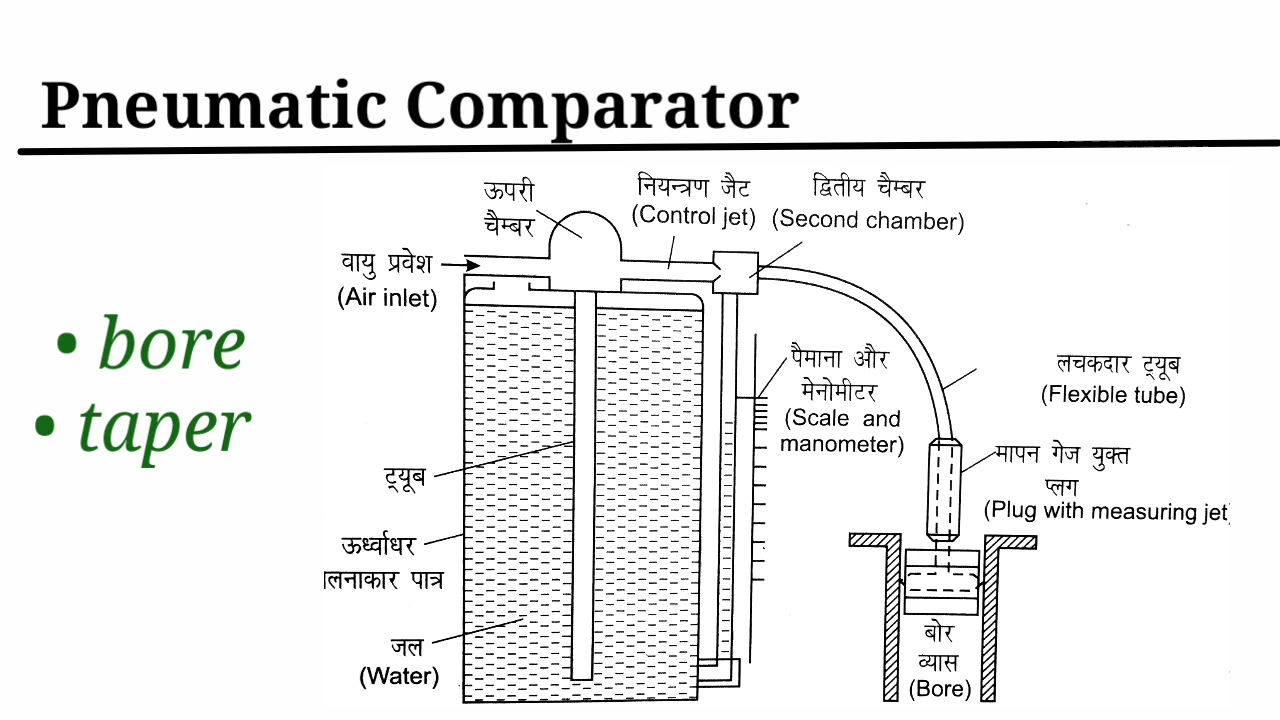 Pneumatic Comparator
• bore
• taper
ऊपरी
चैम्बर
नियन्त्रण जैट
(Control jet)
द्वितीय चैम्बर
(Second chamber)
वायु प्रवेश
(Air inlet)
पैमाना और
मेनोमीटर
(Scale and
manometer)
लचकदार ट्यूब
(Flexible tube)
मापन गेज युक्त
प्लग
(Plug with measuring jet
ट्यूब
ऊर्ध्वाधर
लनाकार पात्र
जल
(Water)
बोर
व्यास
(Bore)